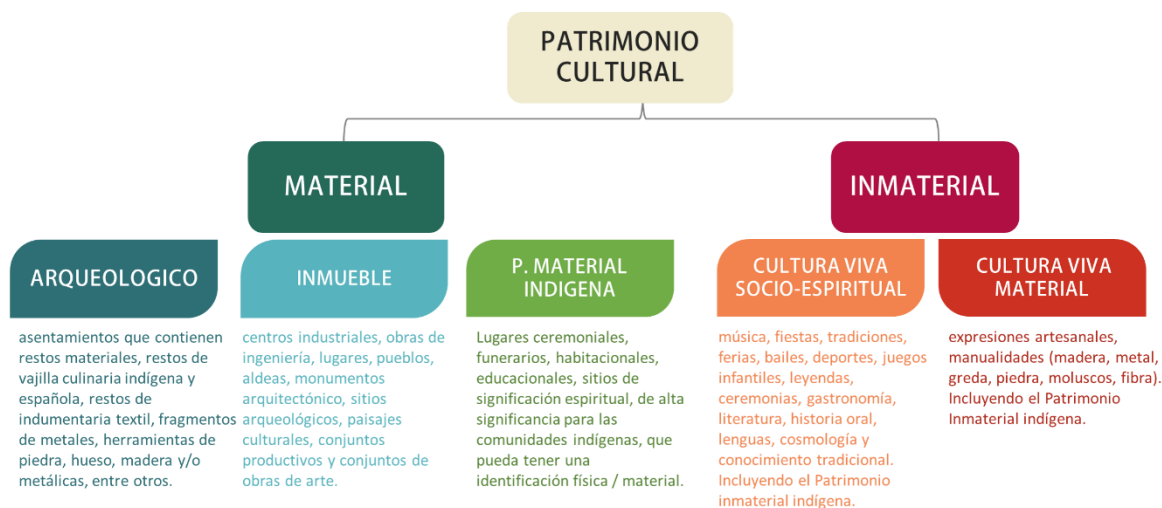 PATRIMONIO
CULTURAL
MATERIAL
INMATERIAL
ARQUEOLOGICO
asentamientos que contienen
restos materiales, restos de
vajilla culinaria indígena y
española, restos de
indumentaria textil, fragmentos
de metales, herramientas de
piedra, hueso, madera y/o
metálicas, entre otros.
INMUEBLE
centros industriales, obras de
ingeniería, lugares, pueblos,
aldeas, monumentos
arquitectónico, sitios
arqueológicos, paisajes
culturales, conjuntos
productivos y conjuntos de
obras de arte.
P. MATERIAL
INDIGENA
Lugares ceremoniales,
funerarios, habitacionales,
educacionales, sitios de
significación espiritual, de alta
significancia para las
comunidades indígenas, que
pueda tener una
identificación física / material.
CULTURA VIVA
SOCIO-ESPIRITUAL
música, fiestas, tradiciones,
ferias, bailes, deportes, juegos
infantiles, leyendas,
ceremonias, gastronomía,
literatura, historia oral,
lenguas, cosmología y
conocimiento tradicional.
Incluyendo el Patrimonio
inmaterial indígena.
CULTURA VIVA
MATERIAL
expresiones artesanales,
manualidades (madera, metal,
greda, piedra, moluscos, fibra).
Incluyendo el Patrimonio
Inmaterial indígena.